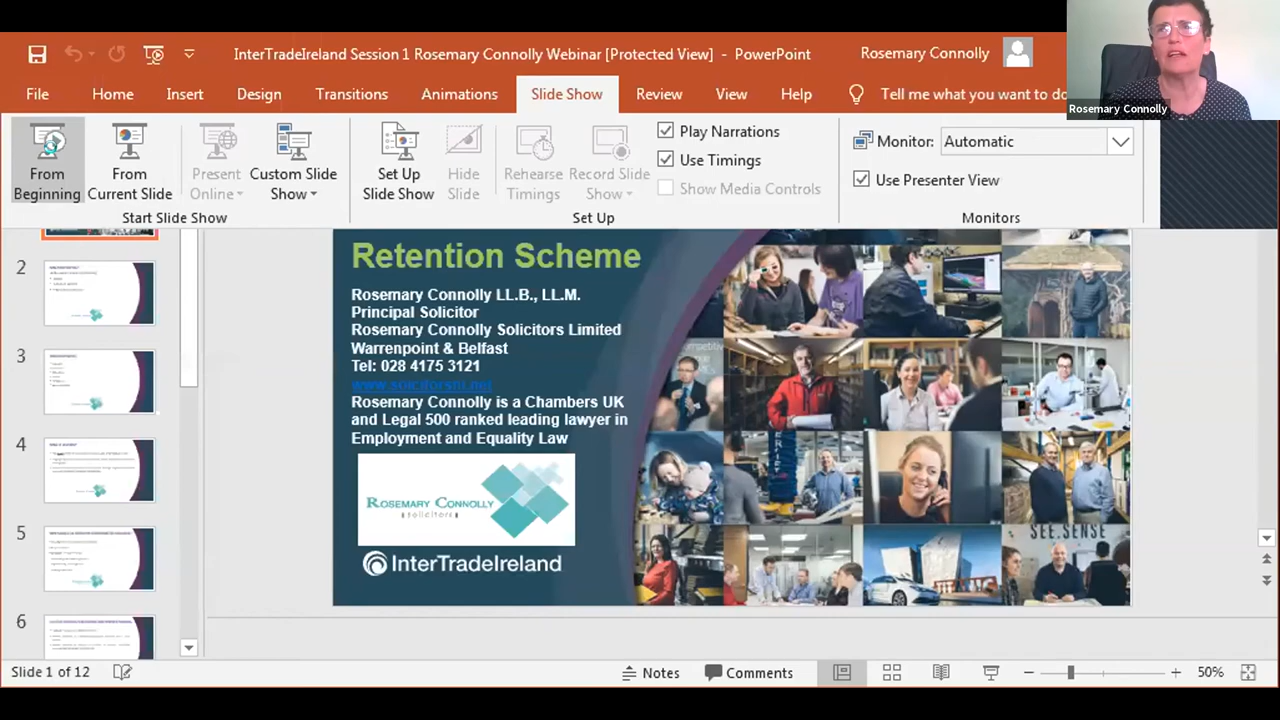 InterTradeIreland Session 1 Rosemary Connolly Webinar [Protected View] - PowerPoint
Rosemary Connolly
File Home Insert Design Transitions Animations Slide Show Review View Help Tell me what you want to do
Rosemary Connolly
From Beginning
From Current Slide
Present Online
Custom Slide Show
Set Up Slide Show
Hide Slide
Rehearse Timings
Record Slide Show
Play Narrations
Use Timings
Show Media Controls
Monitor: Automatic
Use Presenter View
Start Slide Show
Set Up
Monitors
2
3
4
5
6
Retention Scheme
Rosemary Connolly LL.B., LL.M.
Principal Solicitor
Rosemary Connolly Solicitors Limited
Warrenpoint & Belfast
Tel: 028 4175 3121
www.solicitorsni.net
Rosemary Connolly is a Chambers UK
and Legal 500 ranked leading lawyer in
Employment and Equality Law
ROSEMARY CONNOLLY
solicitors
InterTradeIreland
SEE.SENSE
Slide 1 of 12
Notes
Comments
50%